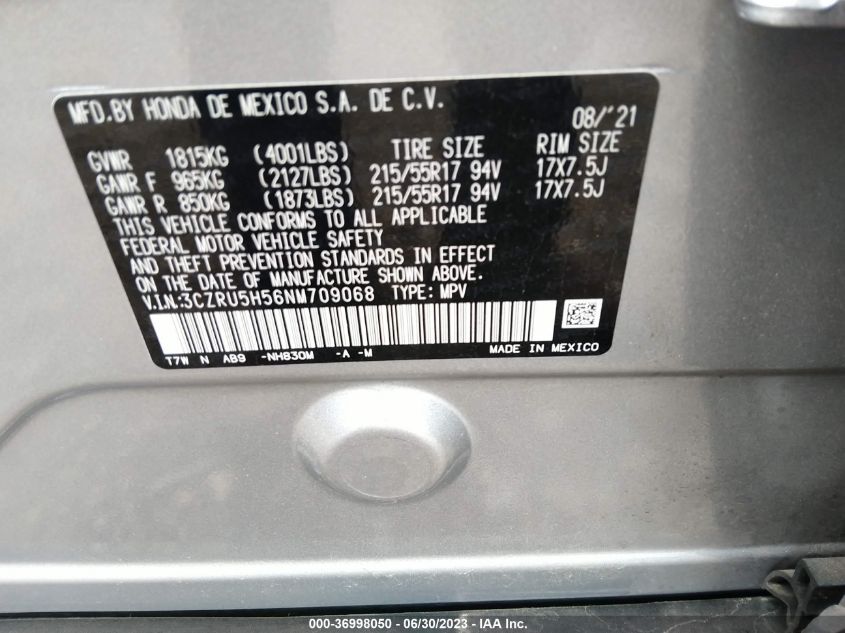 MFD.BY HONDA DE MEXICO S.A. DE C.V. 08/'21
GVWR 1815KG (4001LBS) TIRE SIZE RIM SIZE
GAWR F 965KG (2127LBS) 215/55R17 94V 17X7.5J
GAWR R 850KG (1873LBS) 215/55R17 94V 17X7.5J
THIS VEHICLE CONFORMS TO ALL APPLICABLE
FEDERAL MOTOR VEHICLE SAFETY
AND THEFT PREVENTION STANDARDS IN EFFECT
ON THE DATE OF MANUFACTURE SHOWN ABOVE.
V.I.N.:3CZRU5H56NM709068 TYPE: MPV
T7W N AB9 -NH830M -A -M MADE IN MEXICO
000-36998050 - 06/30/2023 - IAA Inc.